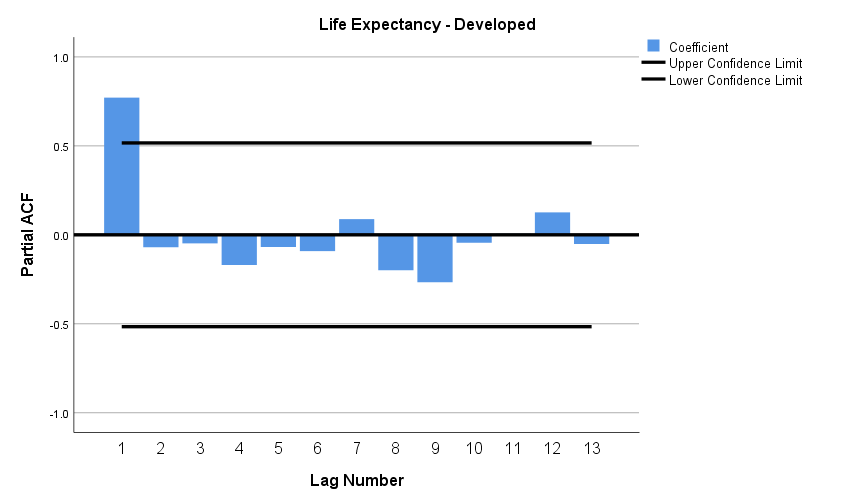 Life Expectancy - Developed
Coefficient
Upper Confidence Limit
Lower Confidence Limit
1.0
0.5
0.0
-0.5
-1.0
Partial ACF
1 2 3 4 5 6 7 8 9 10 11 12 13
Lag Number